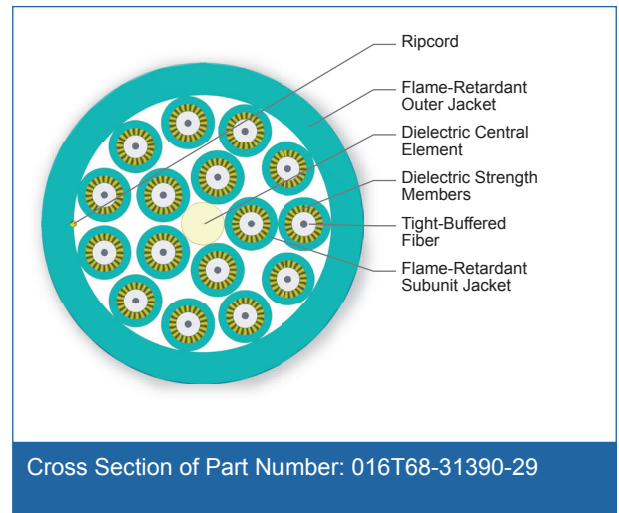 Ripcord
Flame-Retardant
Outer Jacket
Dielectric Central
Element
Dielectric Strength
Members
Tight-Buffered
Fiber
Flame-Retardant
Subunit Jacket
Cross Section of Part Number: 016T68-31390-29